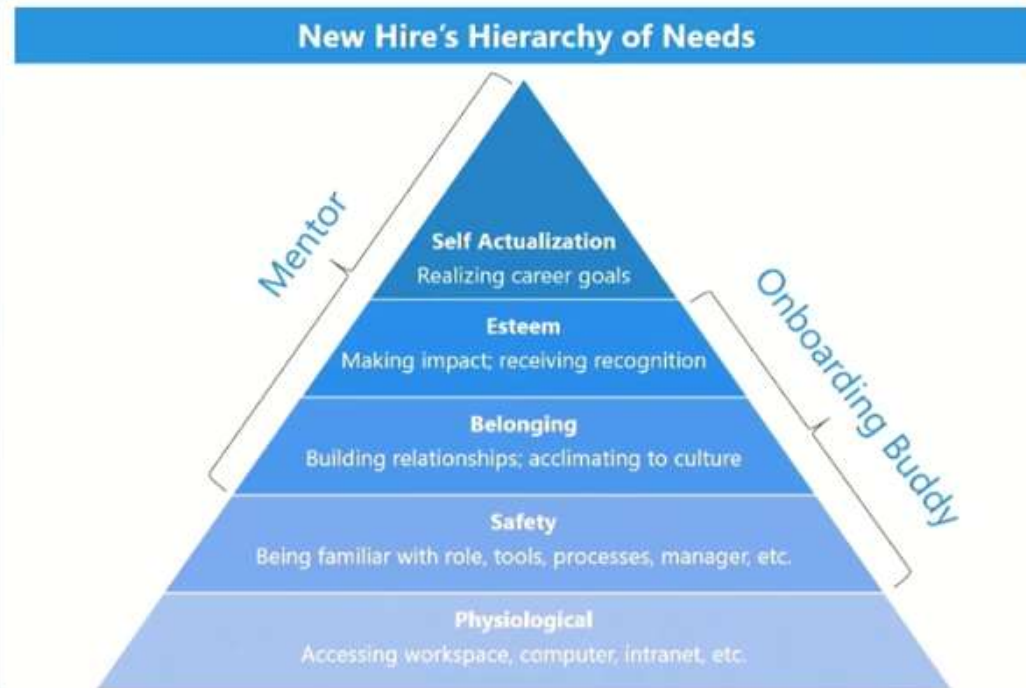 New Hire's Hierarchy of Needs
Mentor
Onboarding Buddy
Self Actualization
Realizing career goals
Esteem
Making impact; receiving recognition
Belonging
Building relationships; acclimating to culture
Safety
Being familiar with role, tools, processes, manager, etc.
Physiological
Accessing workspace, computer, intranet, etc.